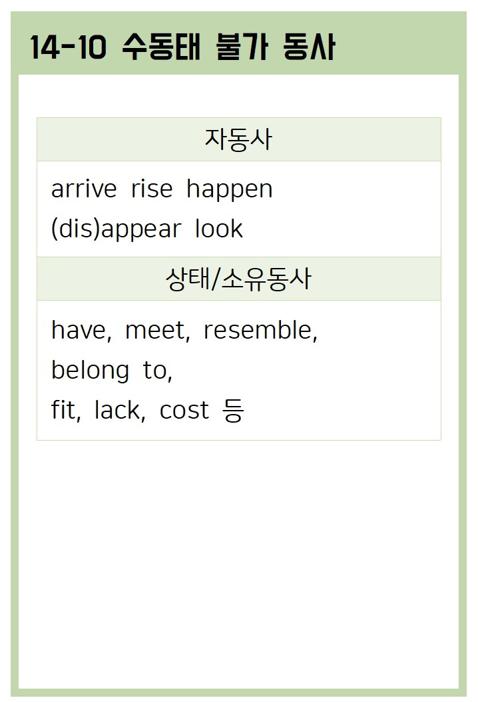 14-10 수동태 불가 동사
자동사
arrive rise happen
(dis)appear look
상태/소유동사
have, meet, resemble,
belong to,
fit, lack, cost 등